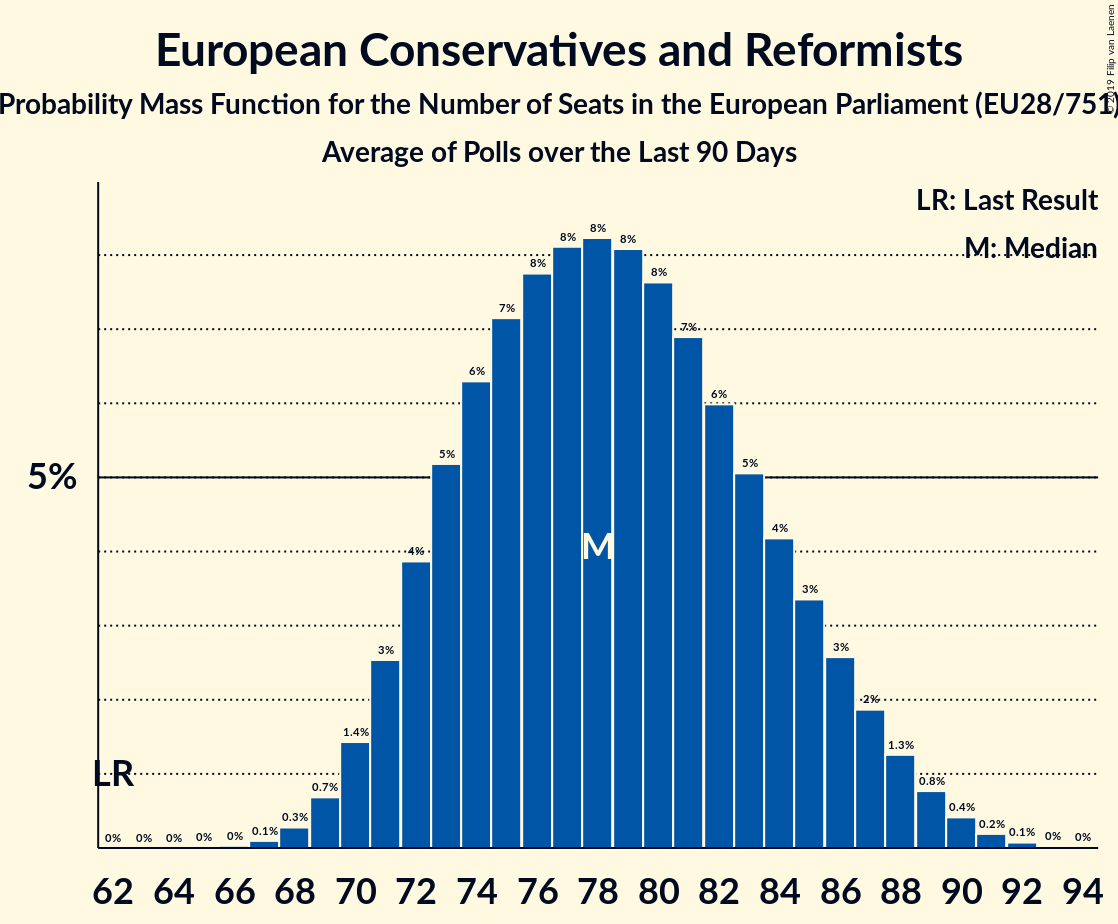 European Conservatives and Reformists
Probability Mass Function for the Number of Seats in the European Parliament (EU28/751)
Average of Polls over the Last 90 Days
© 2019 Filip van Laenen
LR: Last Result
M: Median
5%
LR
M
0% 0% 0% 0% 0% 0.1% 0.3% 0.7% 1.4% 3% 4% 5% 6% 7% 8% 8% 8% 8% 8% 7% 6% 5% 4% 3% 3% 2% 1.3% 0.8% 0.4% 0.2% 0.1% 0% 0%
62 64 66 68 70 72 74 76 78 80 82 84 86 88 90 92 94